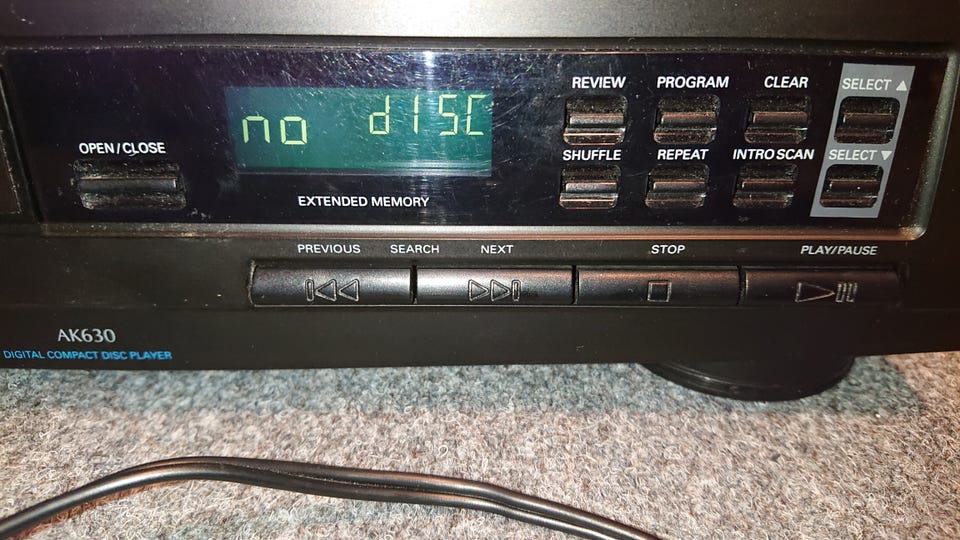 REVIEW PROGRAM CLEAR SELECT ▲
no dISC
OPEN/CLOSE
SHUFFLE REPEAT INTRO SCAN SELECT ▼
EXTENDED MEMORY
PREVIOUS SEARCH NEXT STOP PLAY/PAUSE
AK630
DIGITAL COMPACT DISC PLAYER